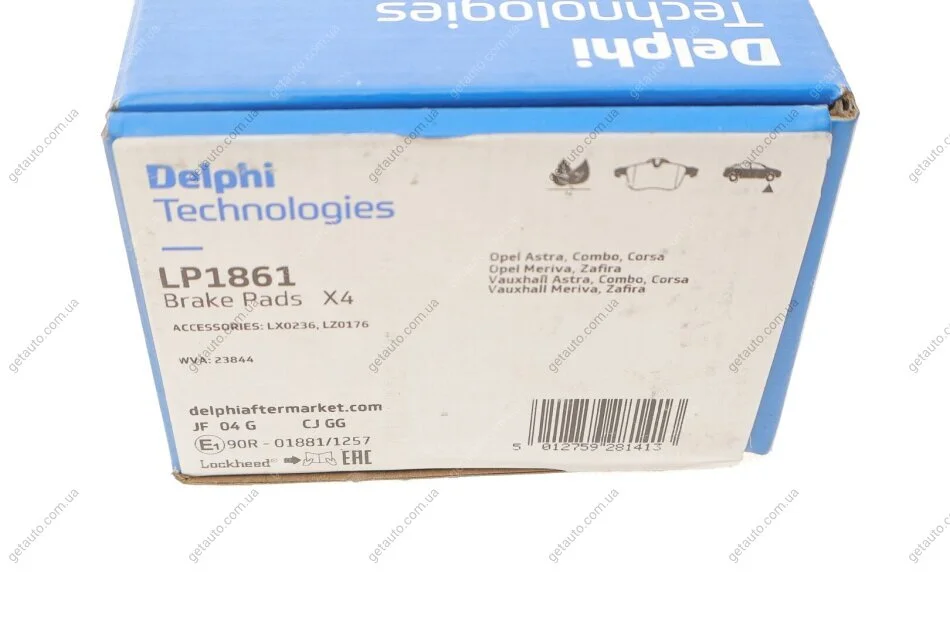 Delphi
Technologies
Delphi
Technologies
LP1861
Brake Pads X4
ACCESSORIES: LX0236, LZ0176
WVA: 23844
Opel Astra, Combo, Corsa
Opel Meriva, Zafira
Vauxhall Astra, Combo, Corsa
Vauxhall Meriva, Zafira
delphiaftermarket.com
JF 04 G CJ GG
E1 90R - 01881/1257
Lockheed® EAC
5 012759 281413
getauto.com.ua